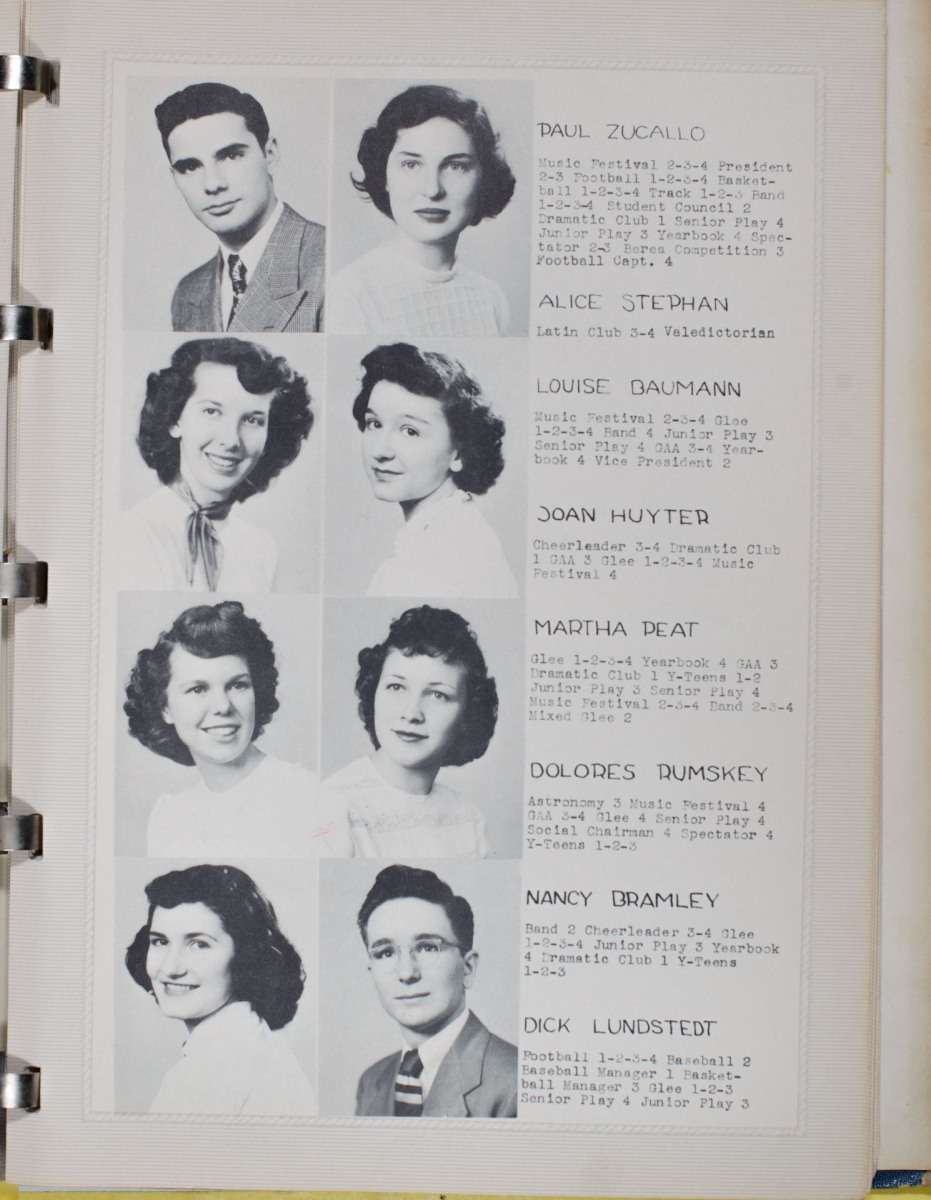 PAUL ZUCALLO
Music Festival 2-3-4 President
2-3 Football 1-2-3-4 Basket-
ball 1-2-3-4 Track 1-2-3 Band
1-2-3-4 Student Council 2
Dramatic Club 1 Senior Play 4
Junior Play 3 Yearbook 4 Spec-
tator 2-3 Berea Competition 3
Football Capt. 4
ALICE STEPHAN
Latin Club 3-4 Valedictorian
LOUISE BAUMANN
Music Festival 2-3-4 Glee
1-2-3-4 Band 4 Junior Play 3
Senior Play 4 GAA 3-4 Year-
book 4 Vice President 2
JOAN HUYTER
Cheerleader 3-4 Dramatic Club
1 GAA 3 Glee 1-2-3-4 Music
Festival 4
MARTHA PEAT
Glee 1-2-3-4 Yearbook 4 GAA 3
Dramatic Club 1 Y-Teens 1-2
Junior Play 3 Senior Play 4
Music Festival 2-3-4 Band 2-3-4
Mixed Glee 2
DOLORES RUMSKEY
Astronomy 3 Music Festival 4
GAA 3-4 Glee 4 Senior Play 4
Social Chairman 4 Spectator 4
Y-Teens 1-2-3
NANCY BRAMLEY
Band 2 Cheerleader 3-4 Glee
1-2-3-4 Junior Play 3 Yearbook
4 Dramatic Club 1 Y-Teens
1-2-3
DICK LUNDSTEDT
Football 1-2-3-4 Baseball 2
Baseball Manager 1 Basket-
ball Manager 3 Glee 1-2-3
Senior Play 4 Junior Play 3